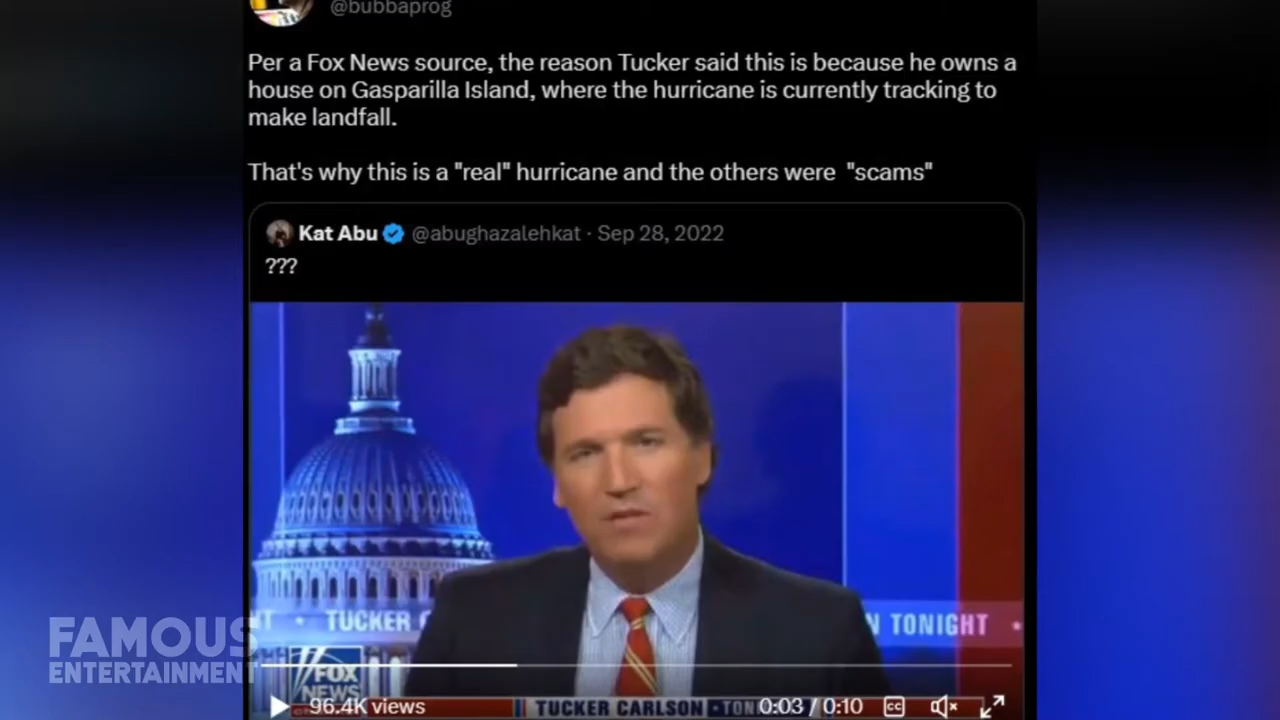 @bubbaprog
Per a Fox News source, the reason Tucker said this is because he owns a
house on Gasparilla Island, where the hurricane is currently tracking to
make landfall.
That's why this is a "real" hurricane and the others were "scams"
Kat Abu @abughazalehkat · Sep 28, 2022
???
TUCKER
N TONIGHT
FAMOUS
ENTERTAINMENT
FOX
NEWS
96.4K views
TUCKER CARLSON
TON
0:03 / 0:10
CC